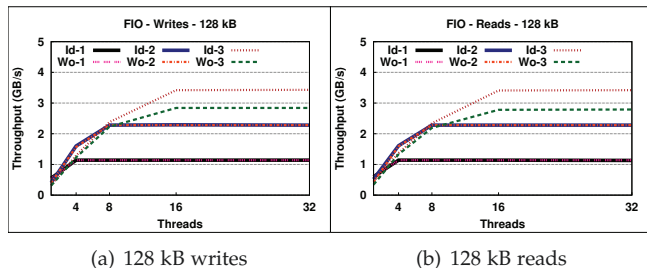 FIO - Writes - 128 kB
Throughput (GB/s)
5
4
3
2
1
0
Id-1 Id-2 Id-3
Wo-1 Wo-2 Wo-3
4 8 16 32
Threads
(a) 128 kB writes
FIO - Reads - 128 kB
Throughput (GB/s)
5
4
3
2
1
0
Id-1 Id-2 Id-3
Wo-1 Wo-2 Wo-3
4 8 16 32
Threads
(b) 128 kB reads